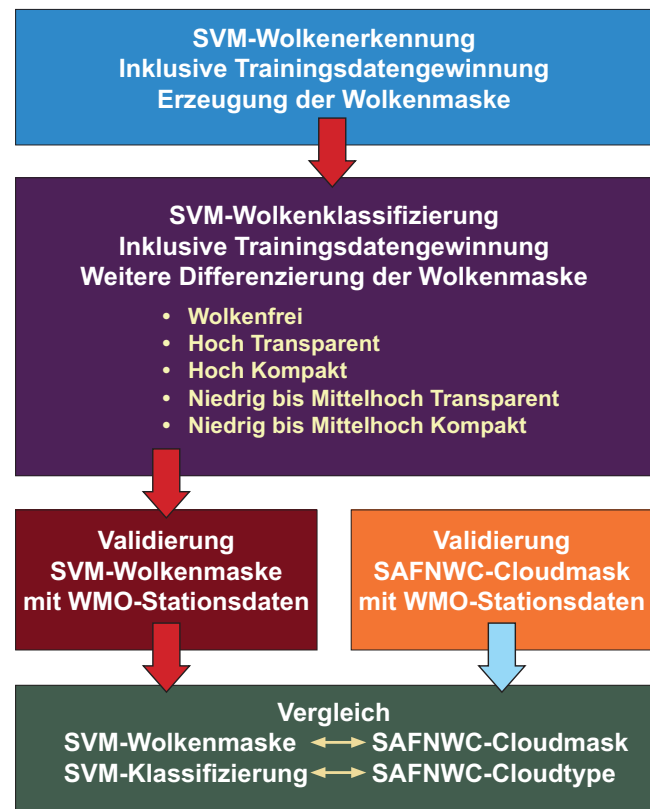 SVM-Wolkenerkennung
Inklusive Trainingsdatengewinnung
Erzeugung der Wolkenmaske
SVM-Wolkenklassifizierung
Inklusive Trainingsdatengewinnung
Weitere Differenzierung der Wolkenmaske
• Wolkenfrei
• Hoch Transparent
• Hoch Kompakt
• Niedrig bis Mittelhoch Transparent
• Niedrig bis Mittelhoch Kompakt
Validierung
SVM-Wolkenmaske
mit WMO-Stationsdaten
Validierung
SAFNWC-Cloudmask
mit WMO-Stationsdaten
Vergleich
SVM-Wolkenmaske ↔ SAFNWC-Cloudmask
SVM-Klassifizierung ↔ SAFNWC-Cloudtype